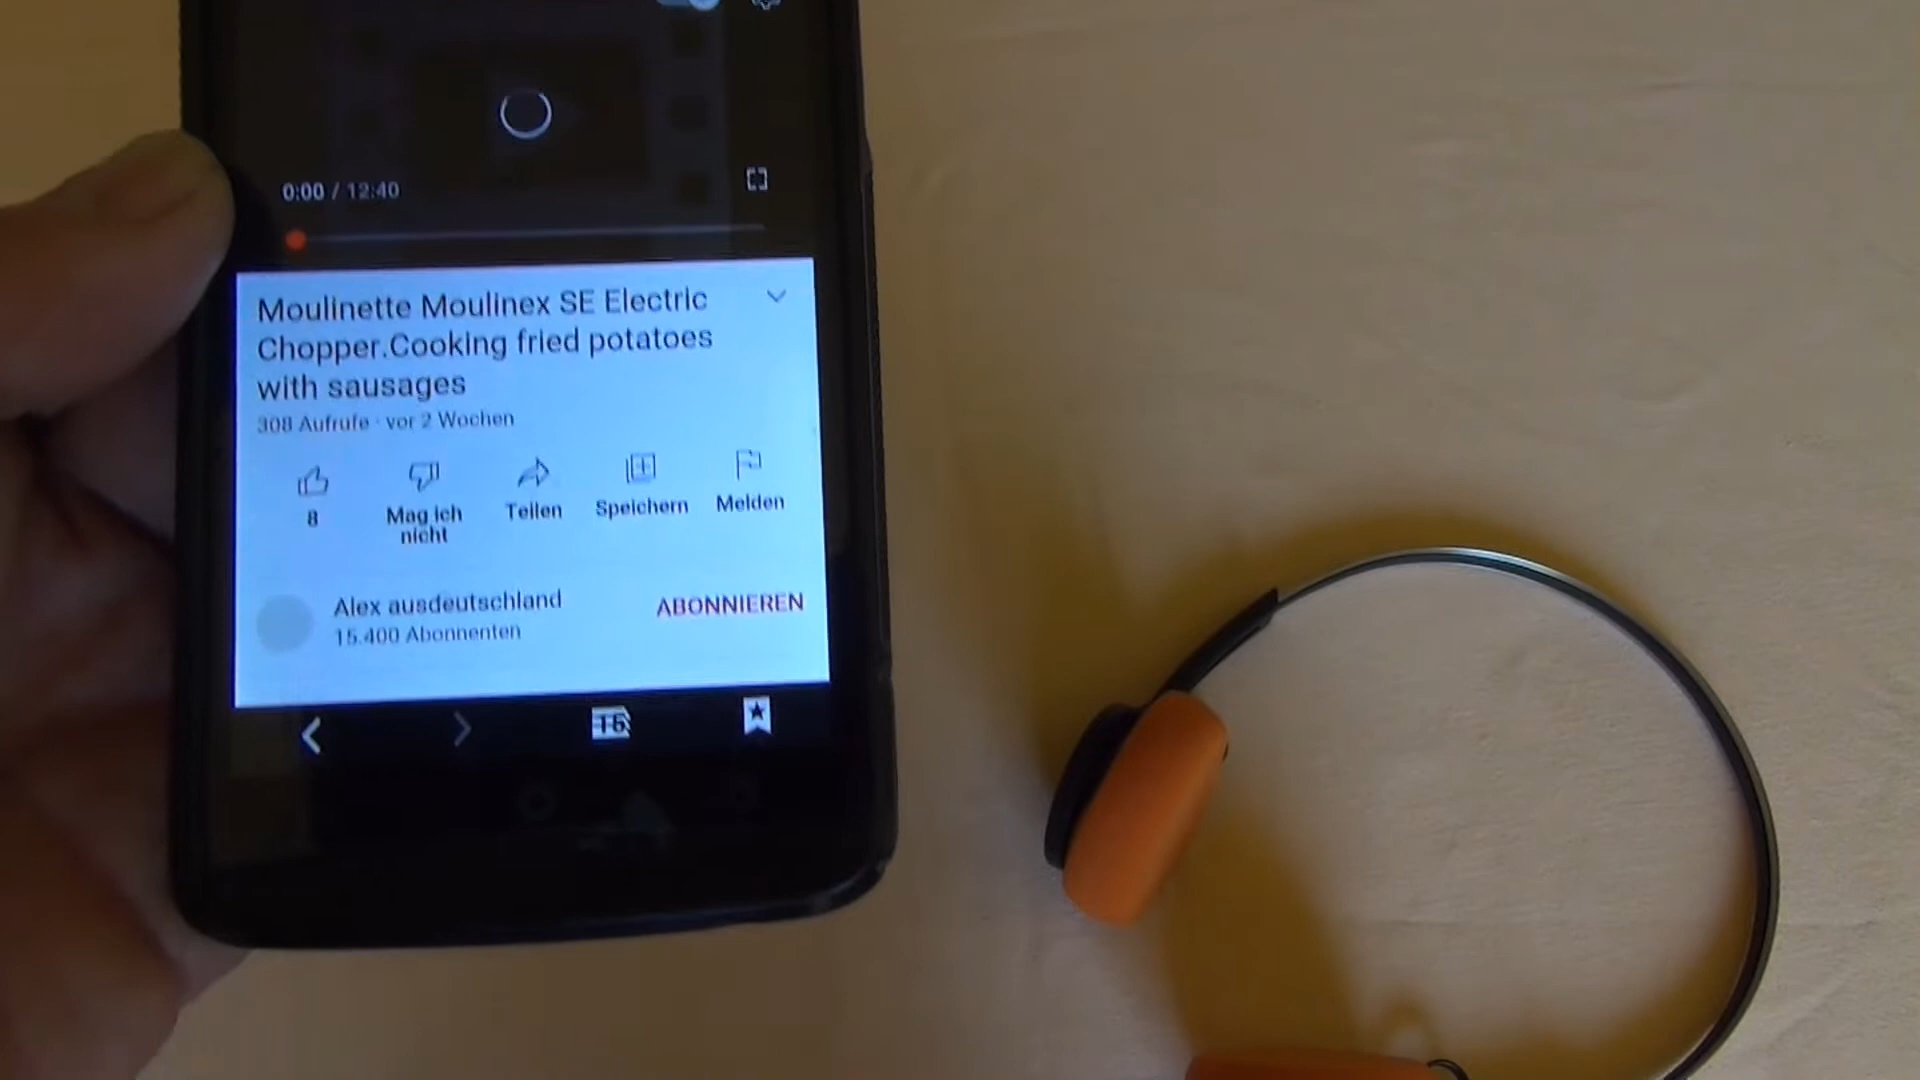 0:00 / 12:40
Moulinette Moulinex SE Electric
Chopper.Cooking fried potatoes
with sausages
308 Aufrufe · vor 2 Wochen
8
Mag ich
nicht
Teilen
Speichern
Melden
Alex ausdeutschland
ABONNIEREN
15.400 Abonnenten